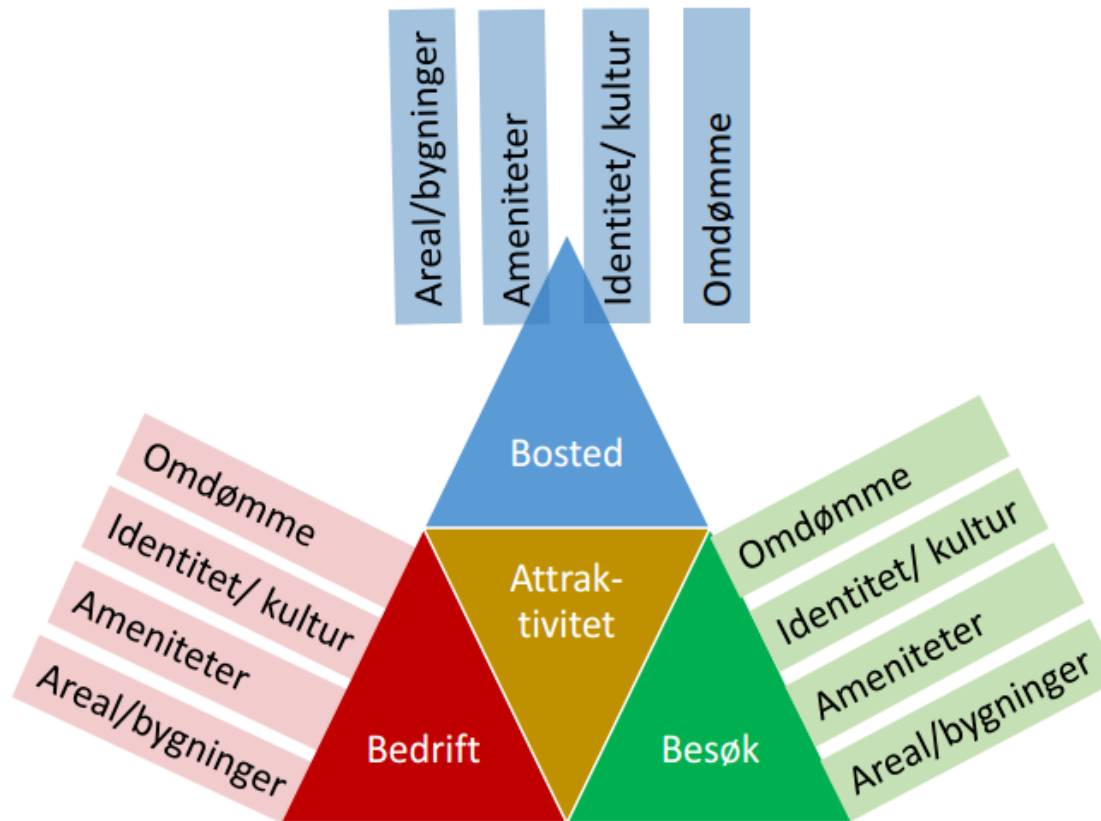 Areal/bygninger
Ameniteter
Identitet/ kultur
Omdømme
Bosted
Omdømme
Identitet/ kultur
Ameniteter
Areal/bygninger
Attrak-
tivitet
Bedrift
Besøk
Omdømme
Identitet/ kultur
Ameniteter
Areal/bygninger